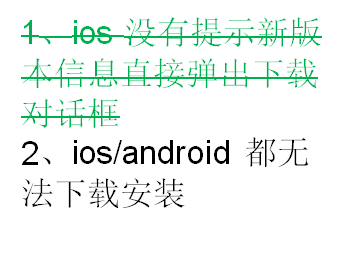 1、ios 没有提示新版
本信息直接弹出下载
对话框
2、ios/android 都无
法下载安装